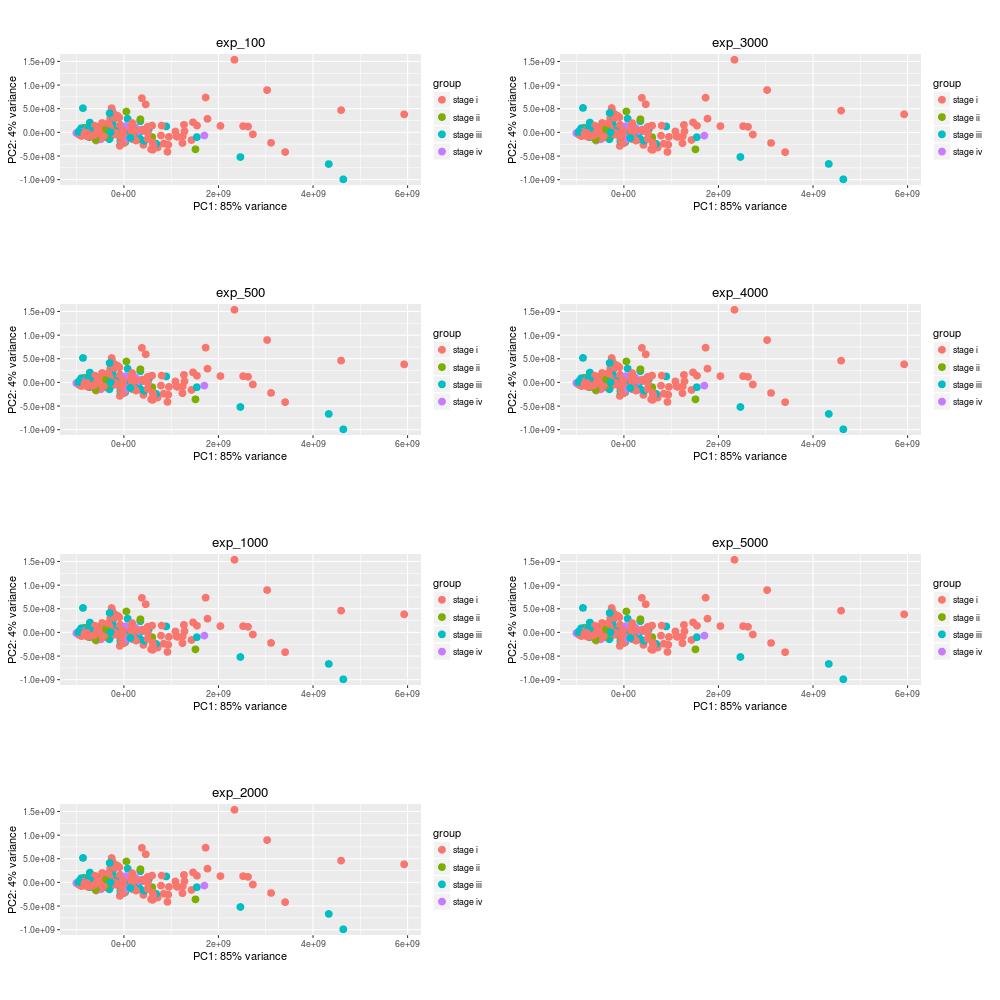 exp_100
PC2: 4% variance
1.5e+09
1.0e+09
5.0e+08
0.0e+00
-5.0e+08
-1.0e+09
0e+00 2e+09 4e+09 6e+09
PC1: 85% variance
group
stage i
stage ii
stage iii
stage iv
exp_3000
PC2: 4% variance
1.5e+09
1.0e+09
5.0e+08
0.0e+00
-5.0e+08
-1.0e+09
0e+00 2e+09 4e+09 6e+09
PC1: 85% variance
group
stage i
stage ii
stage iii
stage iv
exp_500
PC2: 4% variance
1.5e+09
1.0e+09
5.0e+08
0.0e+00
-5.0e+08
-1.0e+09
0e+00 2e+09 4e+09 6e+09
PC1: 85% variance
group
stage i
stage ii
stage iii
stage iv
exp_4000
PC2: 4% variance
1.5e+09
1.0e+09
5.0e+08
0.0e+00
-5.0e+08
-1.0e+09
0e+00 2e+09 4e+09 6e+09
PC1: 85% variance
group
stage i
stage ii
stage iii
stage iv
exp_1000
PC2: 4% variance
1.5e+09
1.0e+09
5.0e+08
0.0e+00
-5.0e+08
-1.0e+09
0e+00 2e+09 4e+09 6e+09
PC1: 85% variance
group
stage i
stage ii
stage iii
stage iv
exp_5000
PC2: 4% variance
1.5e+09
1.0e+09
5.0e+08
0.0e+00
-5.0e+08
-1.0e+09
0e+00 2e+09 4e+09 6e+09
PC1: 85% variance
group
stage i
stage ii
stage iii
stage iv
exp_2000
PC2: 4% variance
1.5e+09
1.0e+09
5.0e+08
0.0e+00
-5.0e+08
-1.0e+09
0e+00 2e+09 4e+09 6e+09
PC1: 85% variance
group
stage i
stage ii
stage iii
stage iv